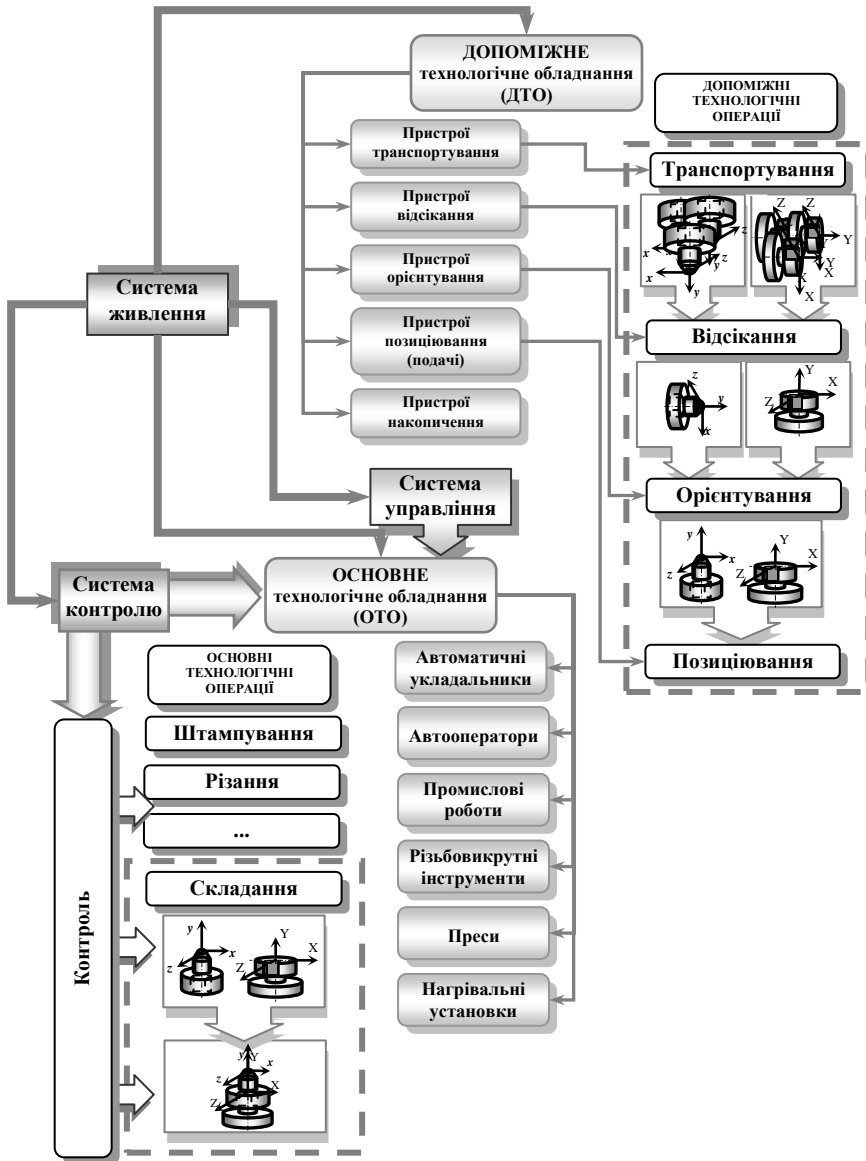 ДОПОМІЖНЕ
технологічне обладнання
(ДТО)
ДОПОМІЖНІ
ТЕХНОЛОГІЧНІ
ОПЕРАЦІЇ
Пристрої
транспортування
Пристрої
відсікання
Пристрої
орієнтування
Пристрої
позиціювання
(подачі)
Пристрої
накопичення
Транспортування
z
x
y
z
x
y
Z
Z
Y
Y
X
X
X
Відсікання
z
y
x
Y
X
Z
Орієнтування
y
x
z
Y
X
Z
Позиціювання
Система
живлення
Система
управління
Система
контролю
ОСНОВНЕ
технологічне обладнання
(ОТО)
Автоматичні
укладальники
Автооператори
Промислові
роботи
Різьбовикрутні
інструменти
Преси
Нагрівальні
установки
ОСНОВНІ
ТЕХНОЛОГІЧНІ
ОПЕРАЦІЇ
Штампування
Різання
...
Складання
y
x
z
Y
X
Z
y
Y
x
z
X
Z
Контроль